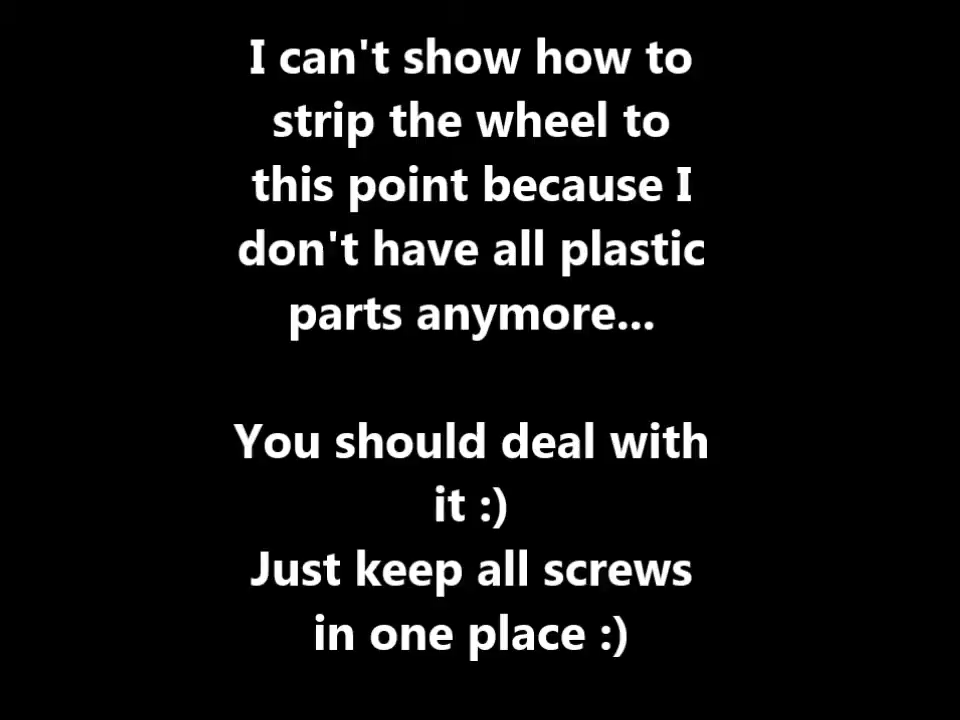 I can't show how to
strip the wheel to
this point because I
don't have all plastic
parts anymore...
You should deal with
it :)
Just keep all screws
in one place :)